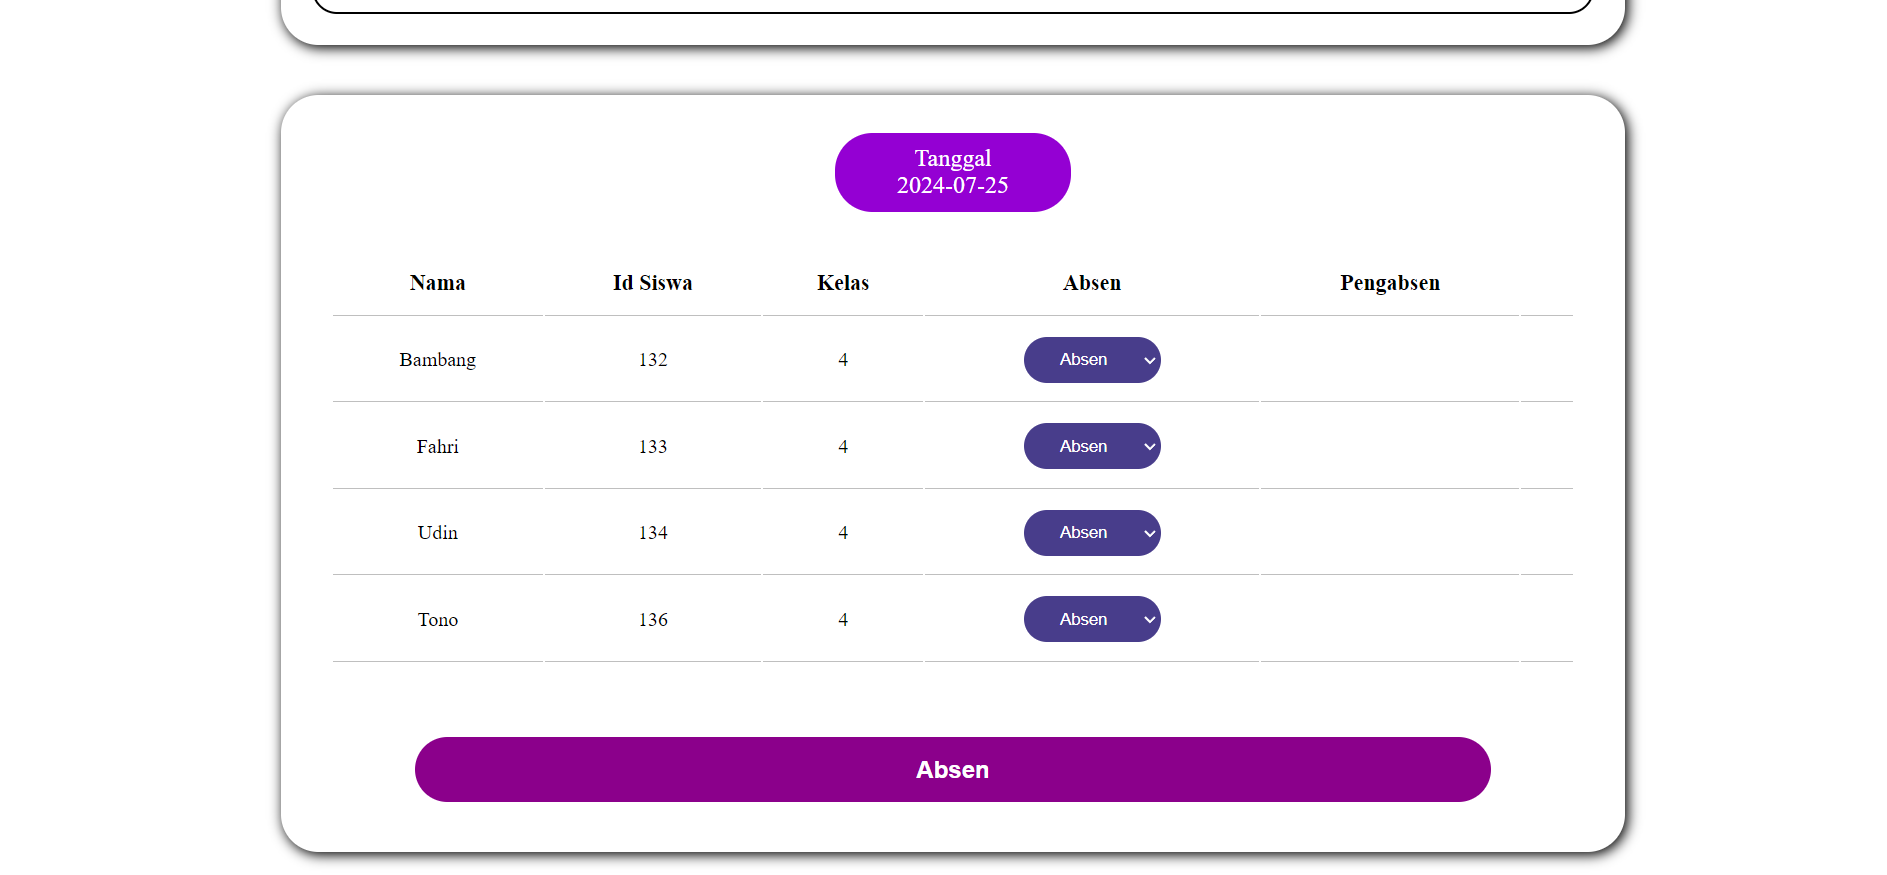 Tanggal
2024-07-25
Nama Id Siswa Kelas Absen Pengabsen
Bambang 132 4 Absen
Fahri 133 4 Absen
Udin 134 4 Absen
Tono 136 4 Absen
Absen